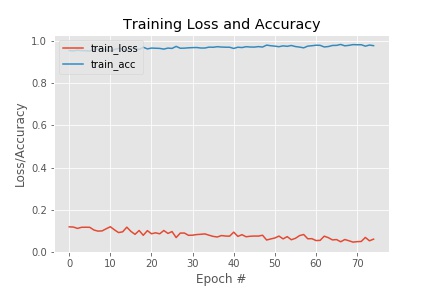 Training Loss and Accuracy
1.0
train_loss
train_acc
0.8
0.6
0.4
0.2
0.0
Loss/Accuracy
0 10 20 30 40 50 60 70
Epoch #